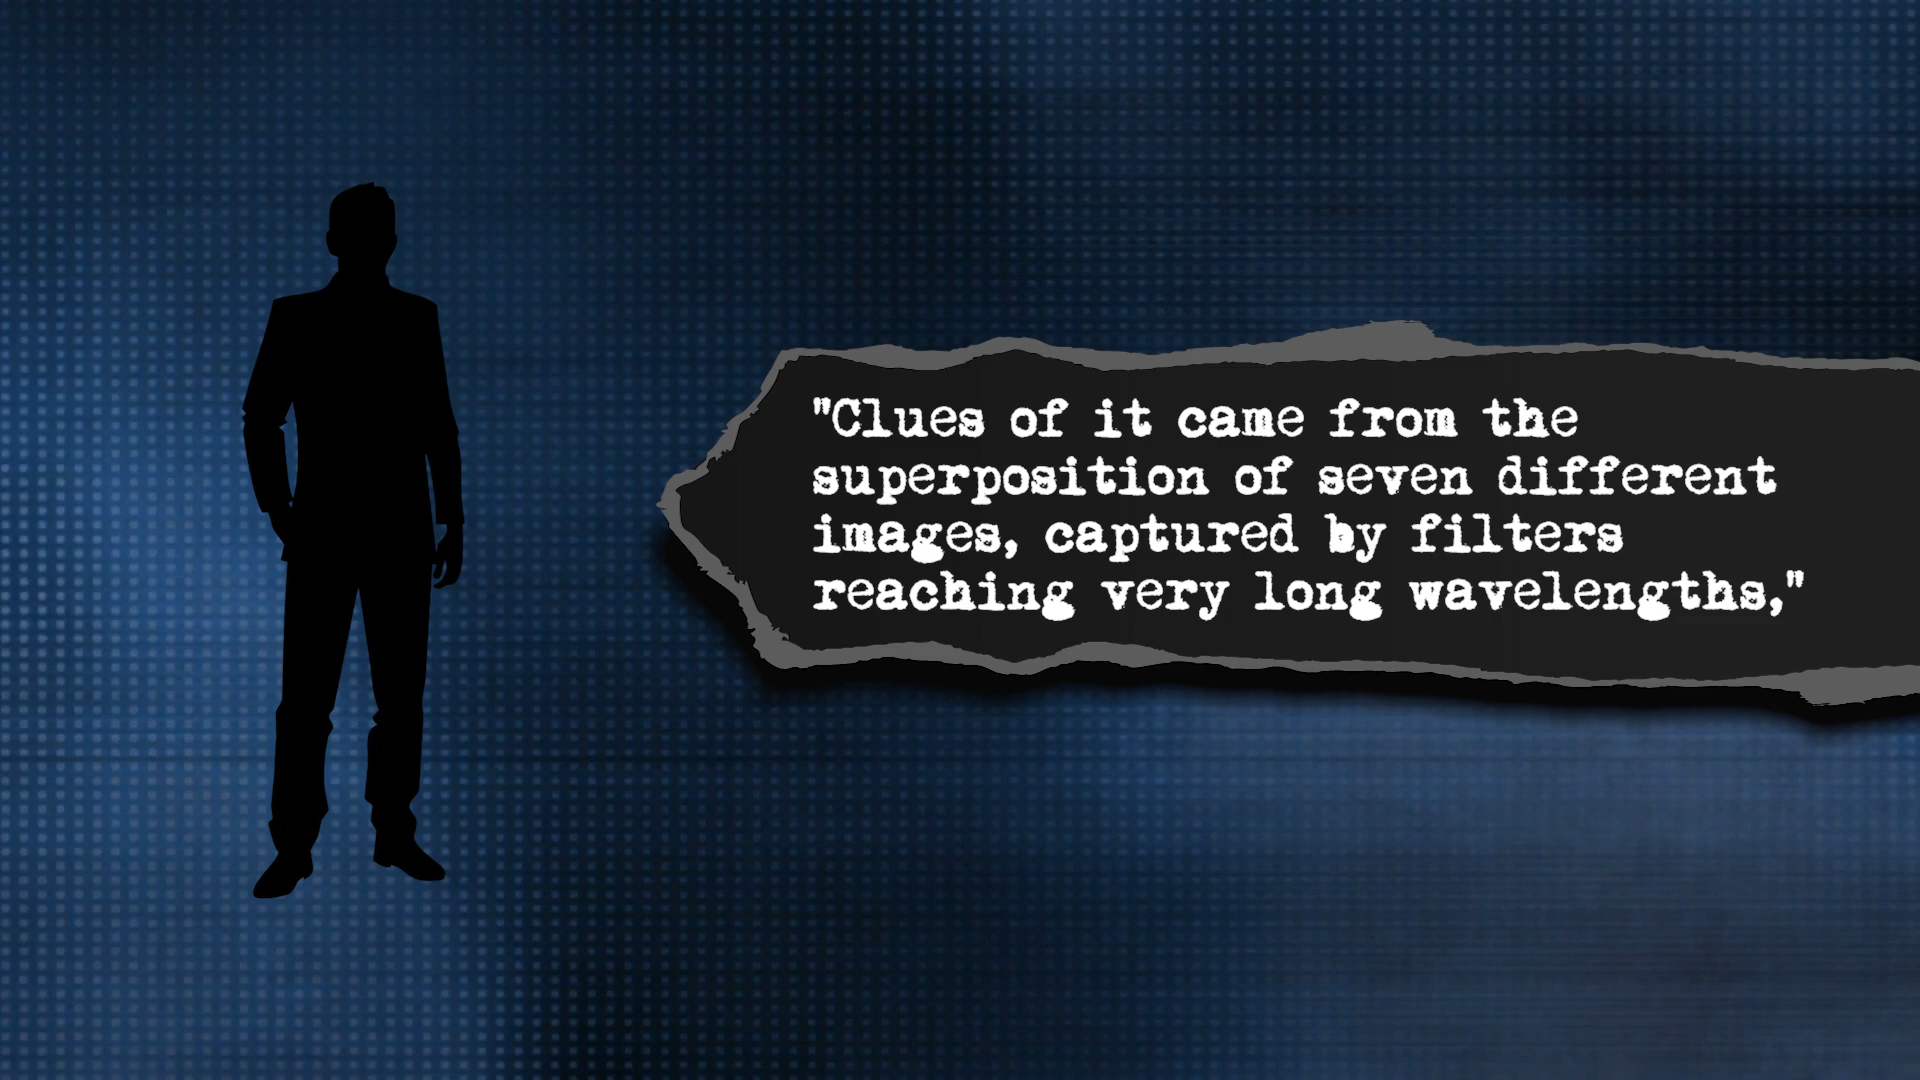 "Clues of it came from the
superposition of seven different
images, captured by filters
reaching very long wavelengths,"